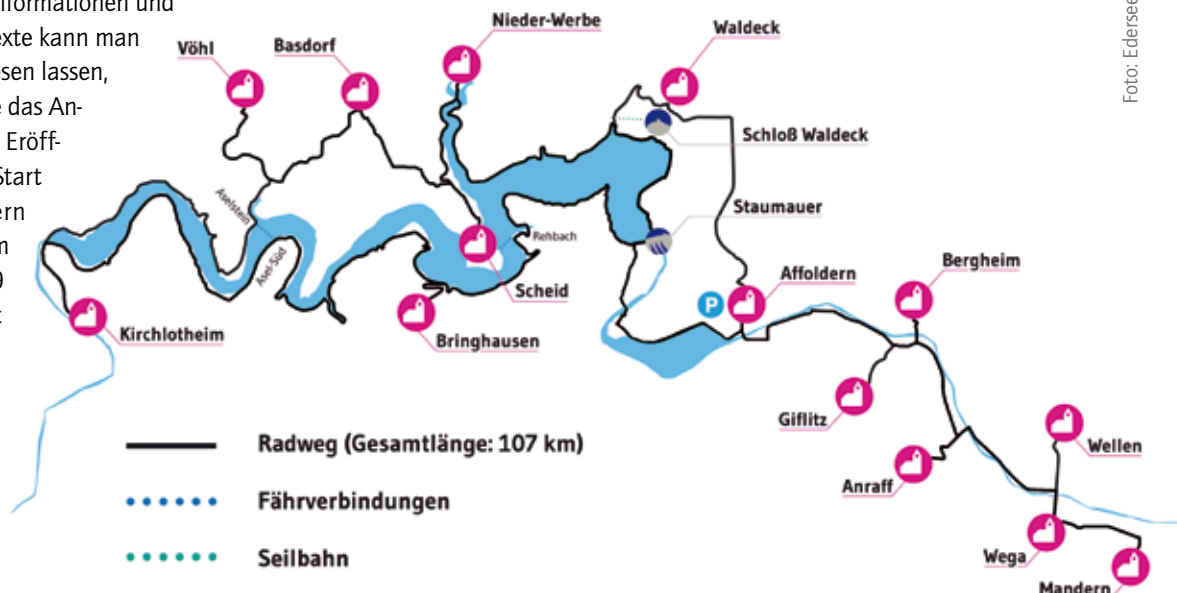 formationen und
exte kann man
sen lassen,
das An-
Eröff-
Start
ern
Foto: Edersee
Nieder-Werbe
Waldeck
Vöhl
Basdorf
Schloß Waldeck
Aselstein
Staumauer
Rehbach
Asel-Süd
Bergheim
Affoldern
P
Scheid
Kirchlotheim
Bringhausen
Giflitz
Radweg (Gesamtlänge: 107 km)
Wellen
Anraff
Fährverbindungen
Seilbahn
Wega
Mandern